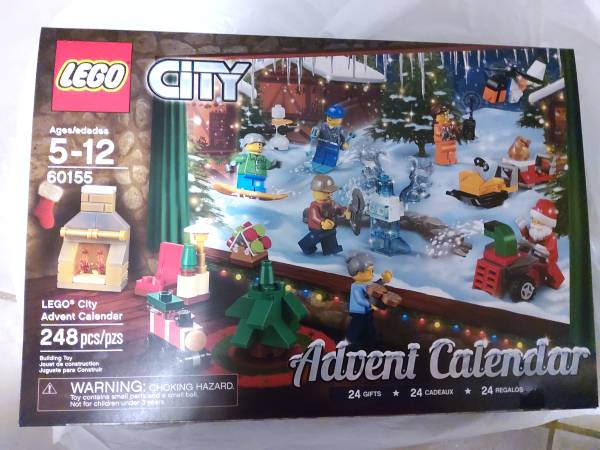 LEGO CITY
Ages/edades
5-12
60155
LEGO® City
Advent Calendar
248 pcs/pzs
Building Toy
Jouet de construction
Juguete para Construir
WARNING: CHOKING HAZARD.
Toy contains small parts and a small ball.
Not for children under 3 years.
Advent Calendar
24 GIFTS ★ 24 CADEAUX ★ 24 REGALOS